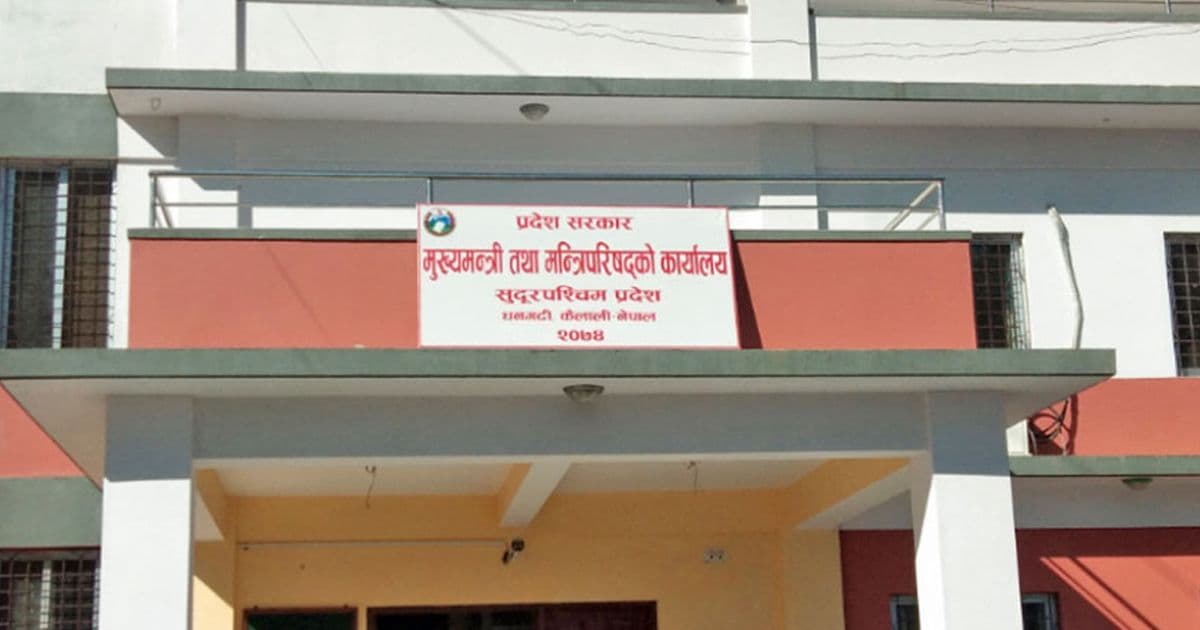 प्रदेश सरकार
मुख्यमन्त्री तथा मन्त्रिपरिषद्को कार्यालय
सुदूरपश्चिम प्रदेश
धनगढी, कैलाली-नेपाल
२०७४